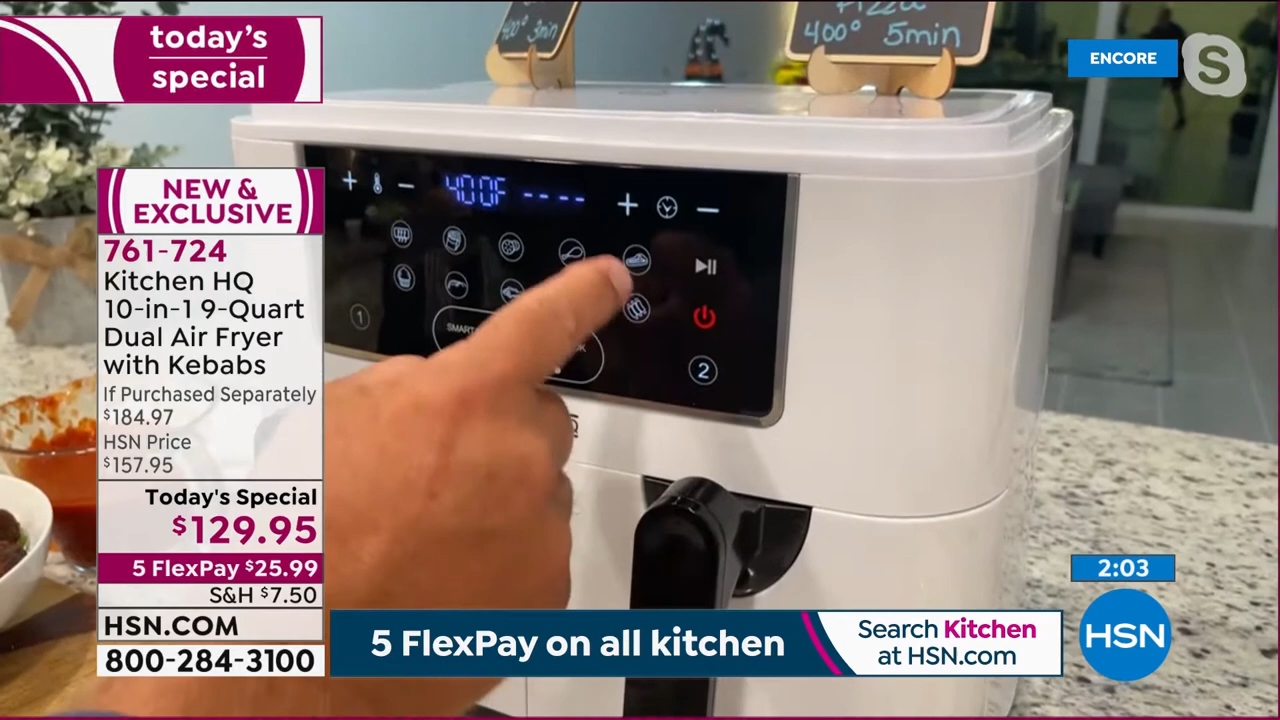 today's
special
400° 3min
Pizza
400° 5min
ENCORE
S
NEW &
EXCLUSIVE
761-724
Kitchen HQ
10-in-1 9-Quart
Dual Air Fryer
with Kebabs
If Purchased Separately
$184.97
HSN Price
$157.95
Today's Special
$129.95
5 FlexPay $25.99
S&H $7.50
HSN.COM
800-284-3100
+ - 400F ---- + -
1
SMART
2
5 FlexPay on all kitchen
Search Kitchen
at HSN.com
2:03
HSN